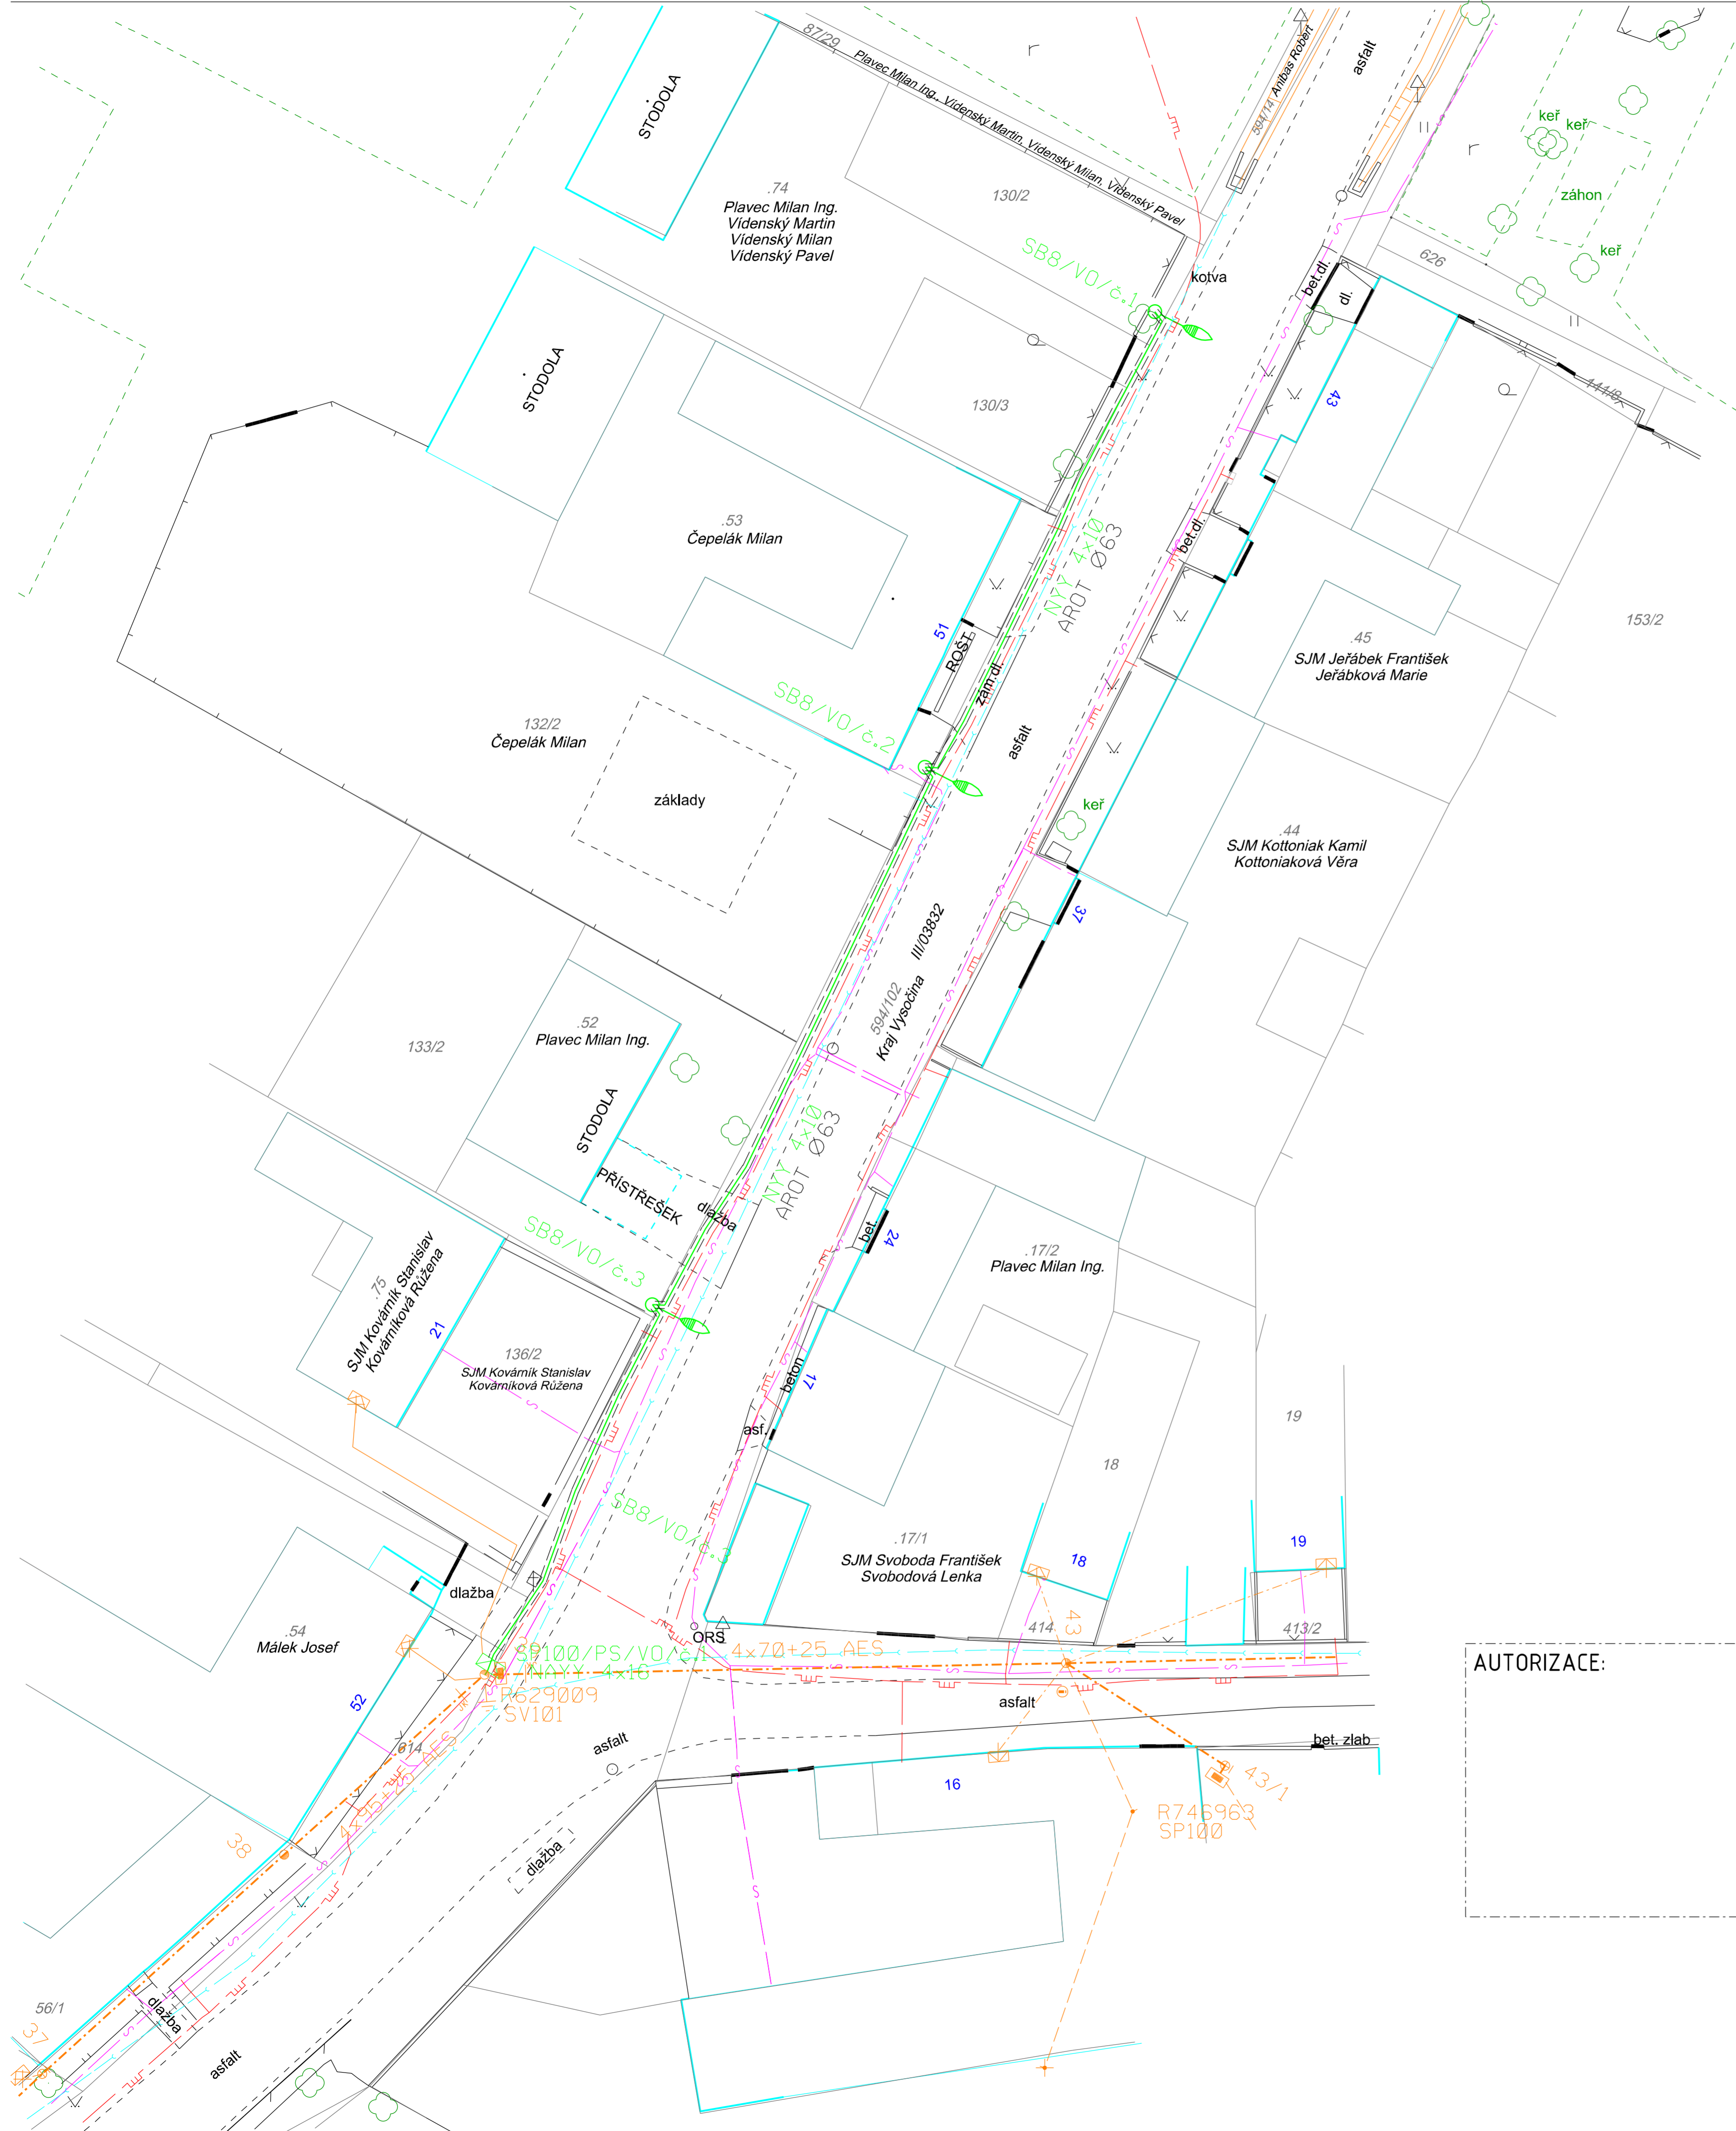 87/29
Plavec Milan Ing., Vídenský Martin, Vídenský Milan, Vídenský Pavel
r
594/14 Anibas Robert
asfalt
STODOLA
keř
keř
r
záhon
keř
.74
Plavec Milan Ing.
Vídenský Martin
Vídenský Milan
Vídenský Pavel
130/2
SB8/VO/č.1
kotva
bet.dl.
dl.
626
STODOLA
130/3
43
141/8
.53
Čepelák Milan
NYY 4x10
AROT Ø63
bet.dl.
153/2
51
ROŠT
zám.dl.
.45
SJM Jeřábek František
Jeřábková Marie
SB8/VO/č.2
132/2
Čepelák Milan
základy
asfalt
keř
.44
SJM Kottoniak Kamil
Kottoniaková Věra
37
III/03832
594/102
Kraj Vysočina
.52
Plavec Milan Ing.
133/2
STODOLA
NYY 4x10
AROT Ø63
PŘÍSTŘEŠEK
dlažba
bet.
24
.17/2
Plavec Milan Ing.
SB8/VO/č.3
.75
SJM Kovárník Stanislav
Kovárníková Růžena
21
136/2
SJM Kovárník Stanislav
Kovárníková Růžena
beton
17
asf.
19
18
SB8/VO/č.3
.17/1
SJM Svoboda František
Svobodová Lenka
18
19
dlažba
.54
Málek Josef
43
414
413/2
ORS
SP100/PS/VO/č.1
4x70+25 AES
NAYY 4x16
R629009
SV101
asfalt
AUTORIZACE:
52
614
asfalt
bet. zlab
16
43/1
R746963
SP100
38
dlažba
56/1
37
dlažba
asfalt